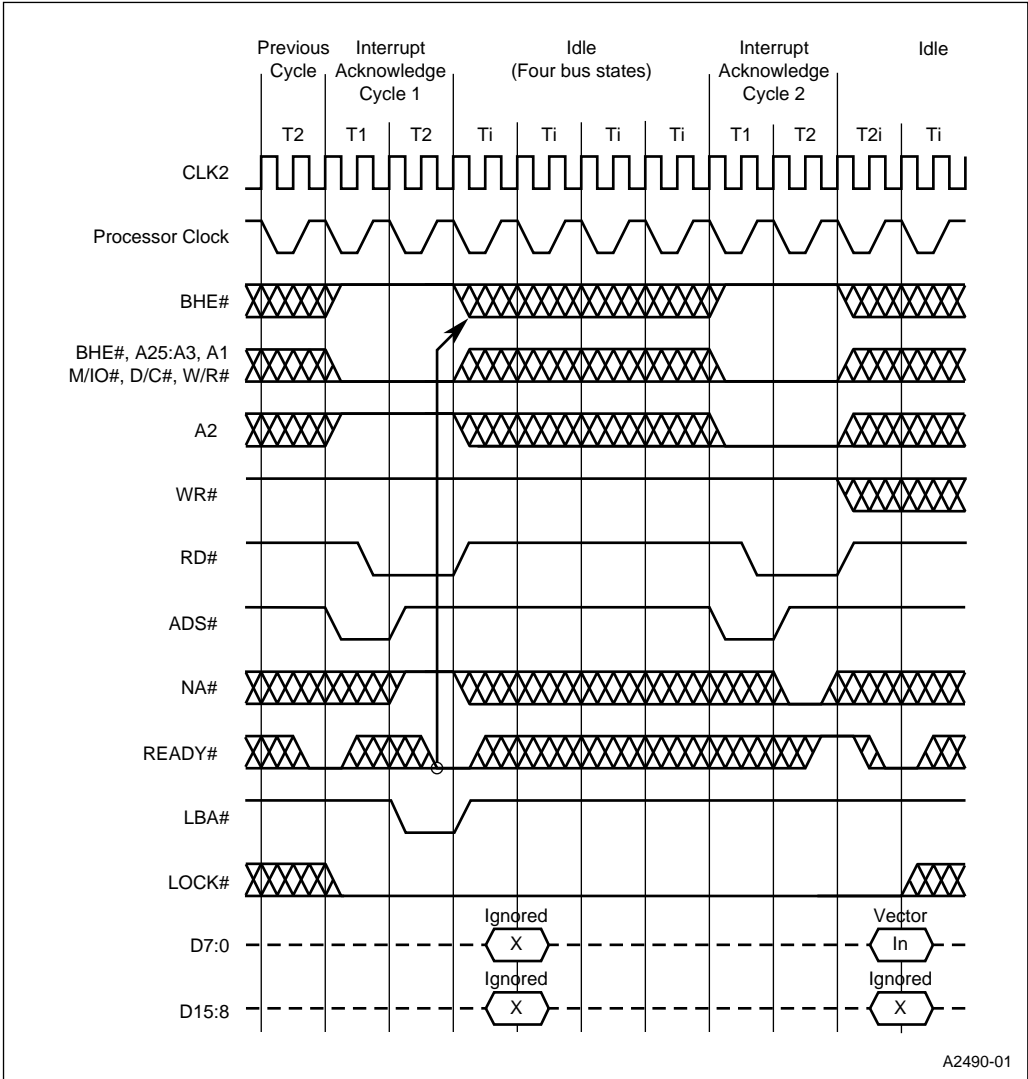 Previous Cycle
Interrupt Acknowledge Cycle 1
Idle (Four bus states)
Interrupt Acknowledge Cycle 2
Idle
T2 T1 T2 Ti Ti Ti Ti T1 T2 T2i Ti
CLK2
Processor Clock
BHE#
BHE#, A25:A3, A1
M/IO#, D/C#, W/R#
A2
WR#
RD#
ADS#
NA#
READY#
LBA#
LOCK#
Ignored Vector
D7:0 X In
Ignored Ignored
D15:8 X X
A2490-01